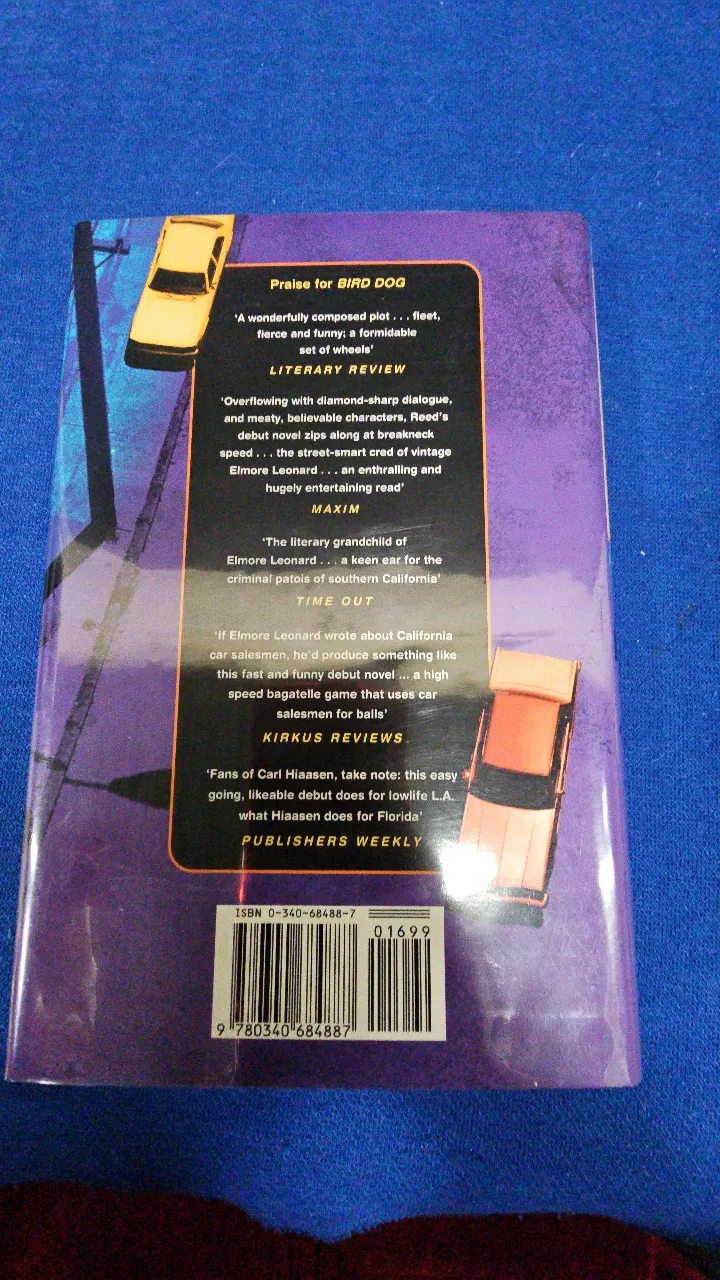 Praise for BIRD DOG
'A wonderfully composed plot . . . fleet,
fierce and funny; a formidable
set of wheels'
LITERARY REVIEW
'Overflowing with diamond-sharp dialogue,
and meaty, believable characters, Reed's
debut novel zips along at breakneck
speed . . . the street-smart cred of vintage
Elmore Leonard . . . an enthralling and
hugely entertaining read'
MAXIM
'The literary grandchild of
Elmore Leonard . . . a keen ear for the
criminal patois of southern California'
TIME OUT
'If Elmore Leonard wrote about California
car salesmen, he'd produce something like
this fast and funny debut novel ... a high
speed bagatelle game that uses car
salesmen for balls'
KIRKUS REVIEWS
'Fans of Carl Hiaasen, take note: this easy
going, likeable debut does for lowlife L.A.
what Hiaasen does for Florida'
PUBLISHERS WEEKLY
ISBN 0-340-68488-7
01699
9 780340 684887